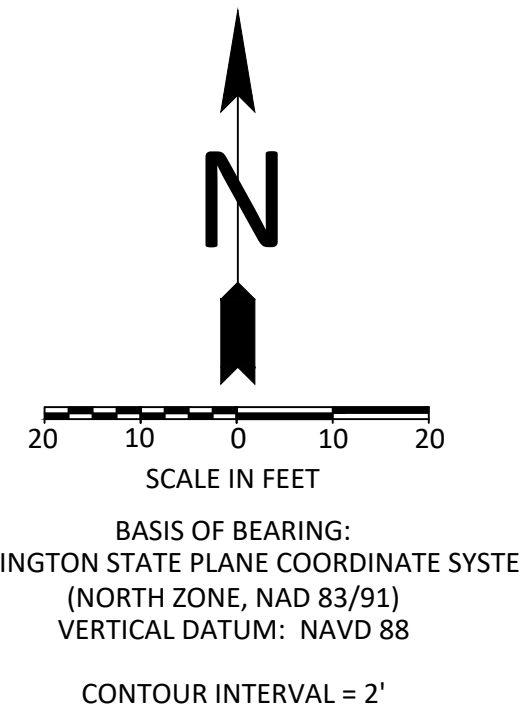 N
20 10 0 10 20
SCALE IN FEET
BASIS OF BEARING:
INGTON STATE PLANE COORDINATE SYSTE
(NORTH ZONE, NAD 83/91)
VERTICAL DATUM: NAVD 88
CONTOUR INTERVAL = 2'